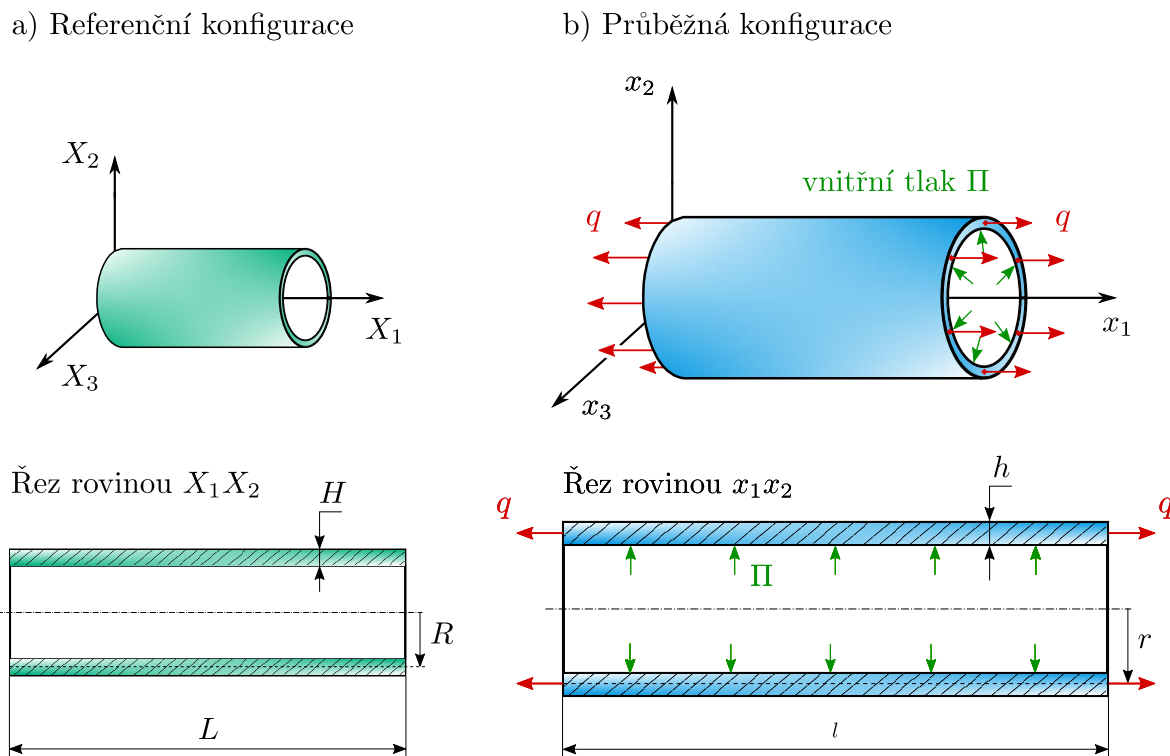 a) Referenční konfigurace
b) Průběžná konfigurace
X₂
X₁
X₃
x₂
vnitřní tlak Π
q
q
x₁
x₃
Řez rovinou X₁X₂
H
R
L
Řez rovinou x₁x₂
h
q
q
Π
r
l